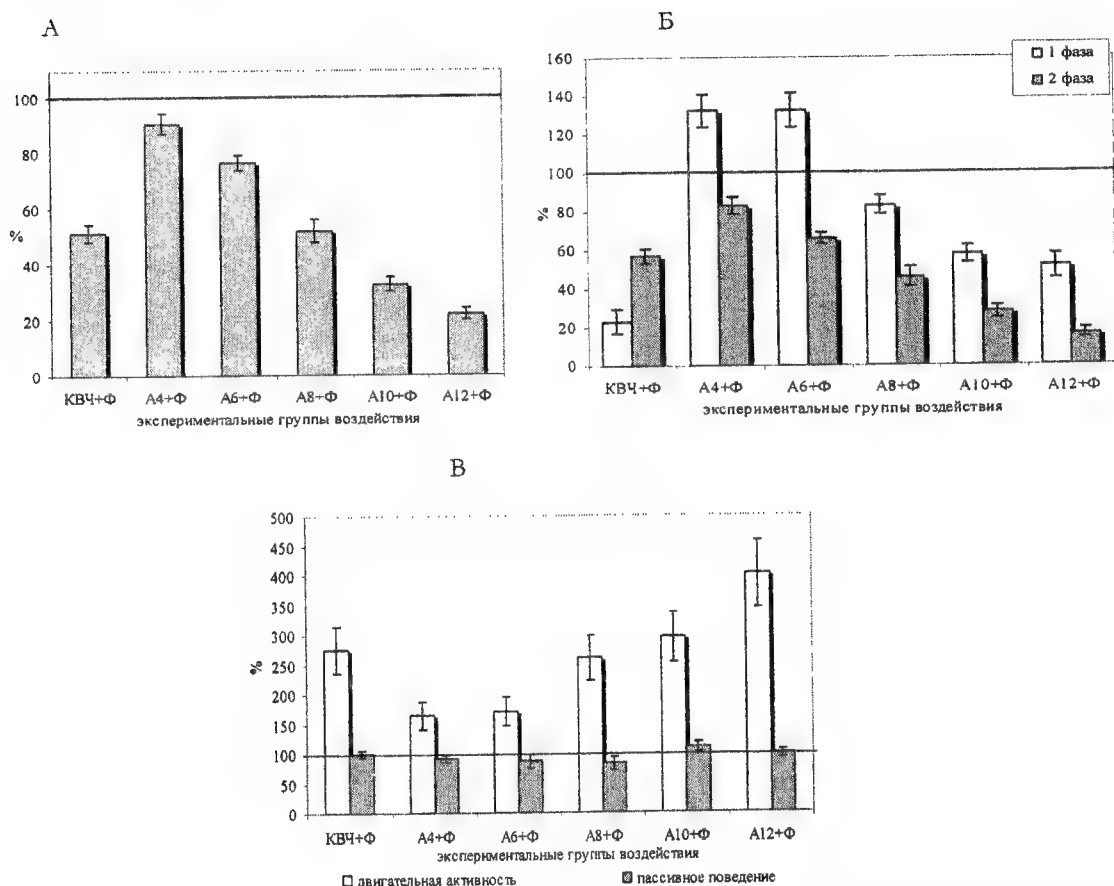 А
100
80
60
%
40
20
0
КВЧ+Ф А4+Ф А6+Ф А8+Ф А10+Ф А12+Ф
экспериментальные группы воздействия
Б
1 фаза
2 фаза
160
140
120
100
%
80
60
40
20
0
КВЧ+Ф А4+Ф А6+Ф А8+Ф А10+Ф А12+Ф
экспериментальные группы воздействия
В
500
450
400
350
300
%
250
200
150
100
50
0
КВЧ+Ф А4+Ф А6+Ф А8+Ф А10+Ф А12+Ф
экспериментальные группы воздействия
двигательная активность пассивное поведение